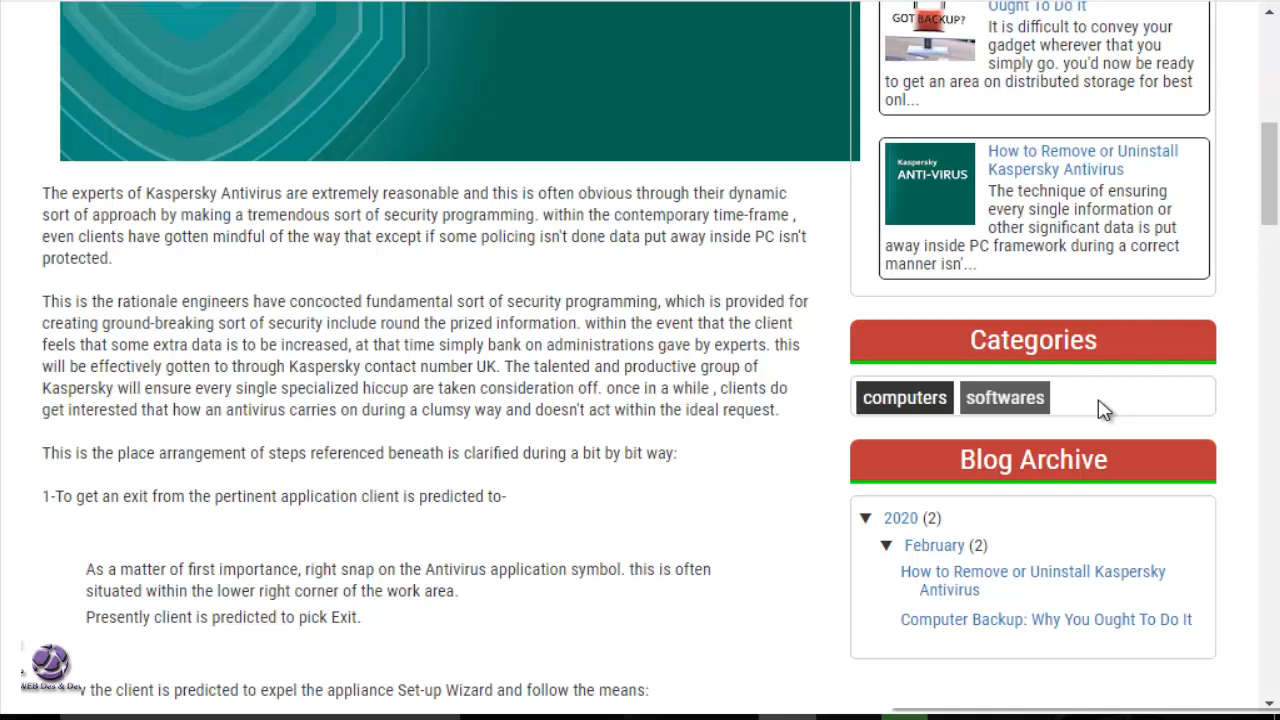 The experts of Kaspersky Antivirus are extremely reasonable and this is often obvious through their dynamic
sort of approach by making a tremendous sort of security programming. within the contemporary time-frame ,
even clients have gotten mindful of the way that except if some policing isn't done data put away inside PC isn't
protected.
This is the rationale engineers have concocted fundamental sort of security programming, which is provided for
creating ground-breaking sort of security include round the prized information. within the event that the client
feels that some extra data is to be increased, at that time simply bank on administrations gave by experts. this
will be effectively gotten to through Kaspersky contact number UK. The talented and productive group of
Kaspersky will ensure every single specialized hiccup are taken consideration off. once in a while , clients do
get interested that how an antivirus carries on during a clumsy way and doesn't act within the ideal request.
This is the place arrangement of steps referenced beneath is clarified during a bit by bit way:
1-To get an exit from the pertinent application client is predicted to-
As a matter of first importance, right snap on the Antivirus application symbol. this is often
situated within the lower right corner of the work area.
Presently client is predicted to pick Exit.
y the client is predicted to expel the appliance Set-up Wizard and follow the means:
WEB Des & Dev
GOT BACKUP?
Ought To Do It
It is difficult to convey your
gadget wherever that you
simply go. you'd now be ready
to get an area on distributed storage for best
onl...
Kaspersky
ANTI-VIRUS
How to Remove or Uninstall
Kaspersky Antivirus
The technique of ensuring
every single information or
other significant data is put
away inside PC framework during a correct
manner isn'...
Categories
computers softwares
Blog Archive
▼ 2020 (2)
▼ February (2)
How to Remove or Uninstall Kaspersky
Antivirus
Computer Backup: Why You Ought To Do It